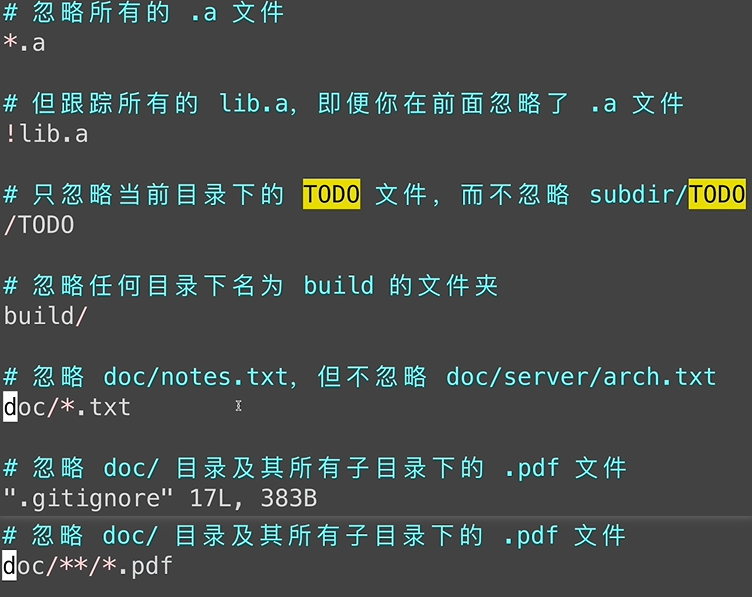 # 忽略所有的 .a 文件
*.a
# 但跟踪所有的 lib.a，即便你在前面忽略了 .a 文件
!lib.a
# 只忽略当前目录下的 TODO 文件，而不忽略 subdir/TODO
/TODO
# 忽略任何目录下名为 build 的文件夹
build/
# 忽略 doc/notes.txt，但不忽略 doc/server/arch.txt
doc/*.txt
# 忽略 doc/ 目录及其所有子目录下的 .pdf 文件
".gitignore" 17L, 383B
# 忽略 doc/ 目录及其所有子目录下的 .pdf 文件
doc/**/*.pdf